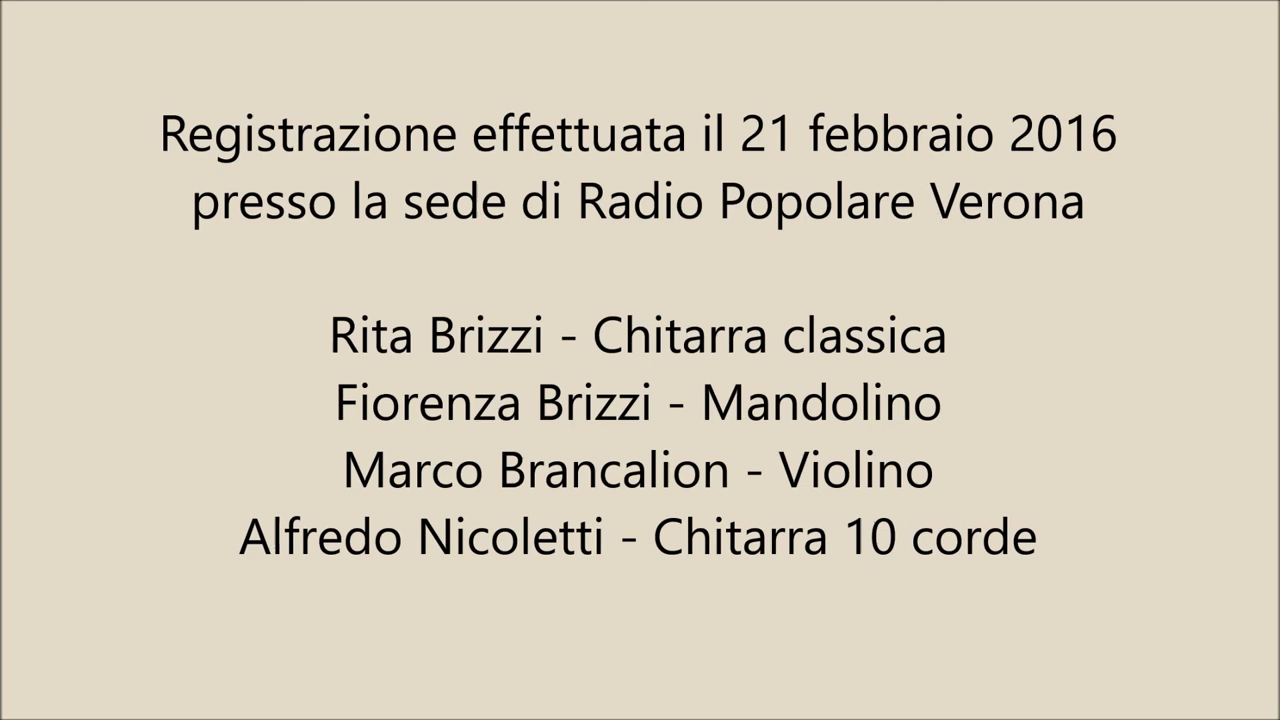 Registrazione effettuata il 21 febbraio 2016
presso la sede di Radio Popolare Verona
Rita Brizzi - Chitarra classica
Fiorenza Brizzi - Mandolino
Marco Brancalion - Violino
Alfredo Nicoletti - Chitarra 10 corde